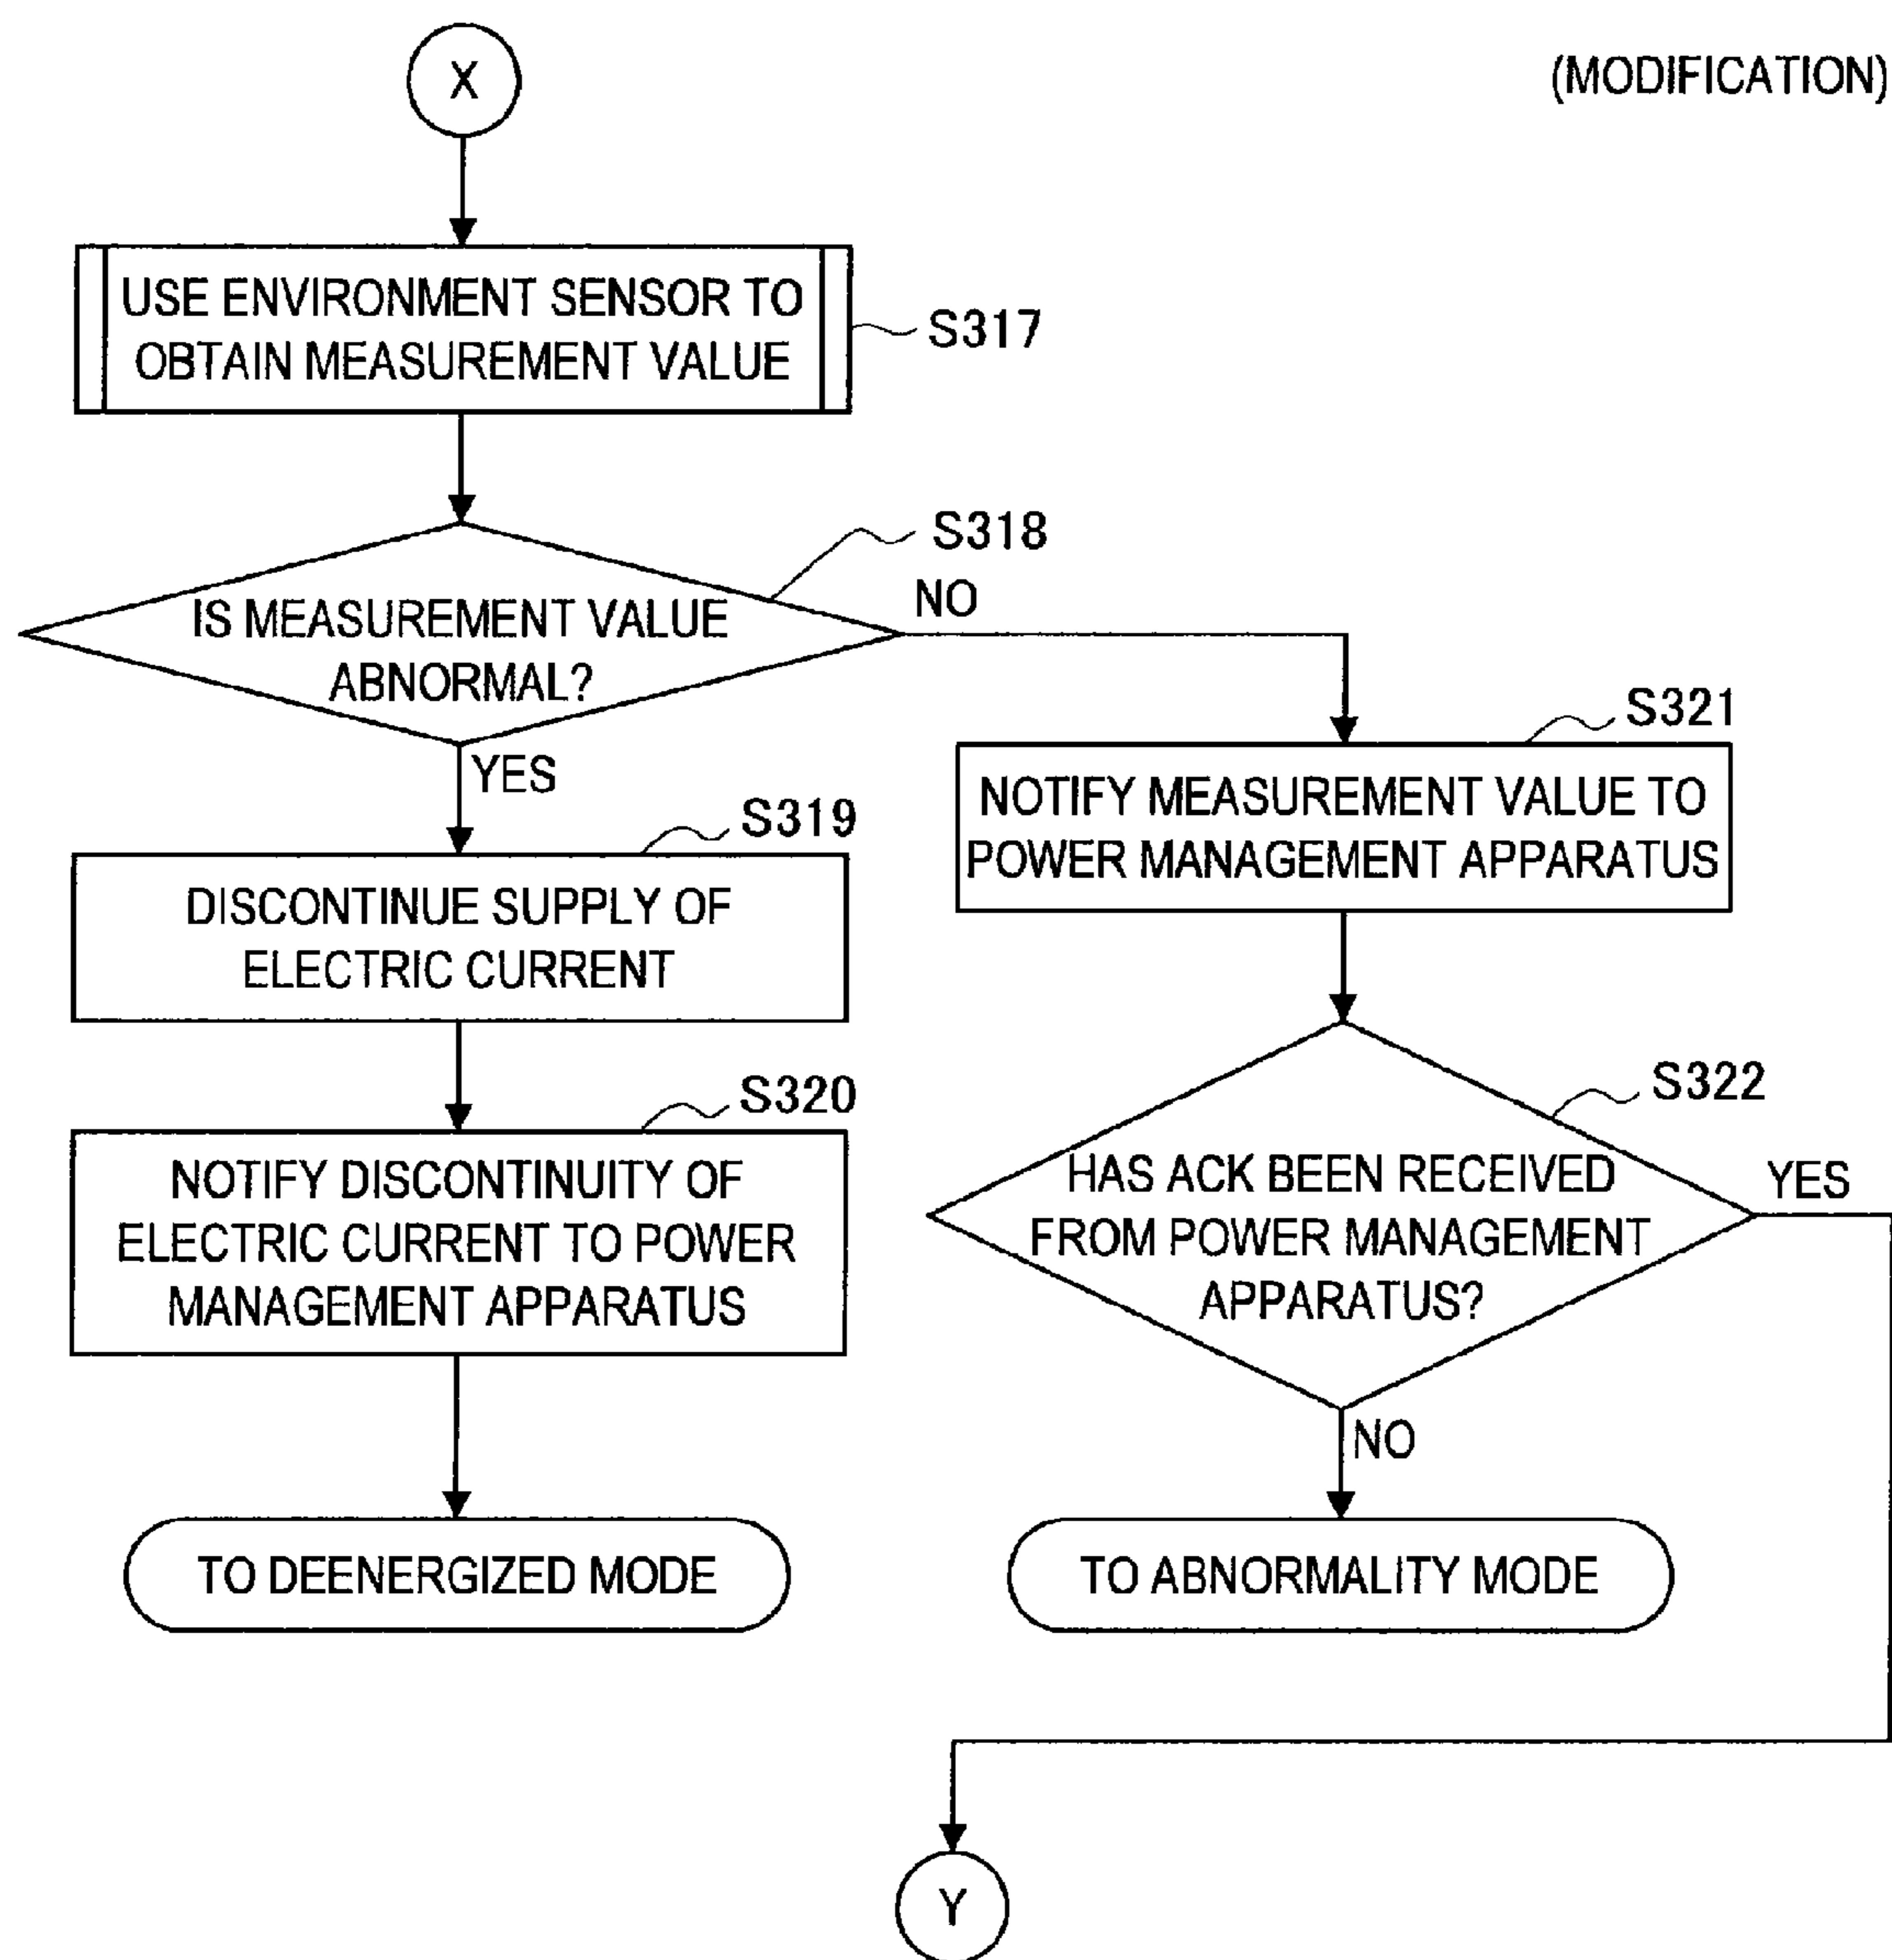 X
(MODIFICATION)
USE ENVIRONMENT SENSOR TO
OBTAIN MEASUREMENT VALUE
S317
S318
IS MEASUREMENT VALUE
ABNORMAL?
NO
YES
S319
DISCONTINUE SUPPLY OF
ELECTRIC CURRENT
S320
NOTIFY DISCONTINUITY OF
ELECTRIC CURRENT TO POWER
MANAGEMENT APPARATUS
TO DEENERGIZED MODE
S321
NOTIFY MEASUREMENT VALUE TO
POWER MANAGEMENT APPARATUS
S322
HAS ACK BEEN RECEIVED
FROM POWER MANAGEMENT
APPARATUS?
YES
NO
TO ABNORMALITY MODE
Y